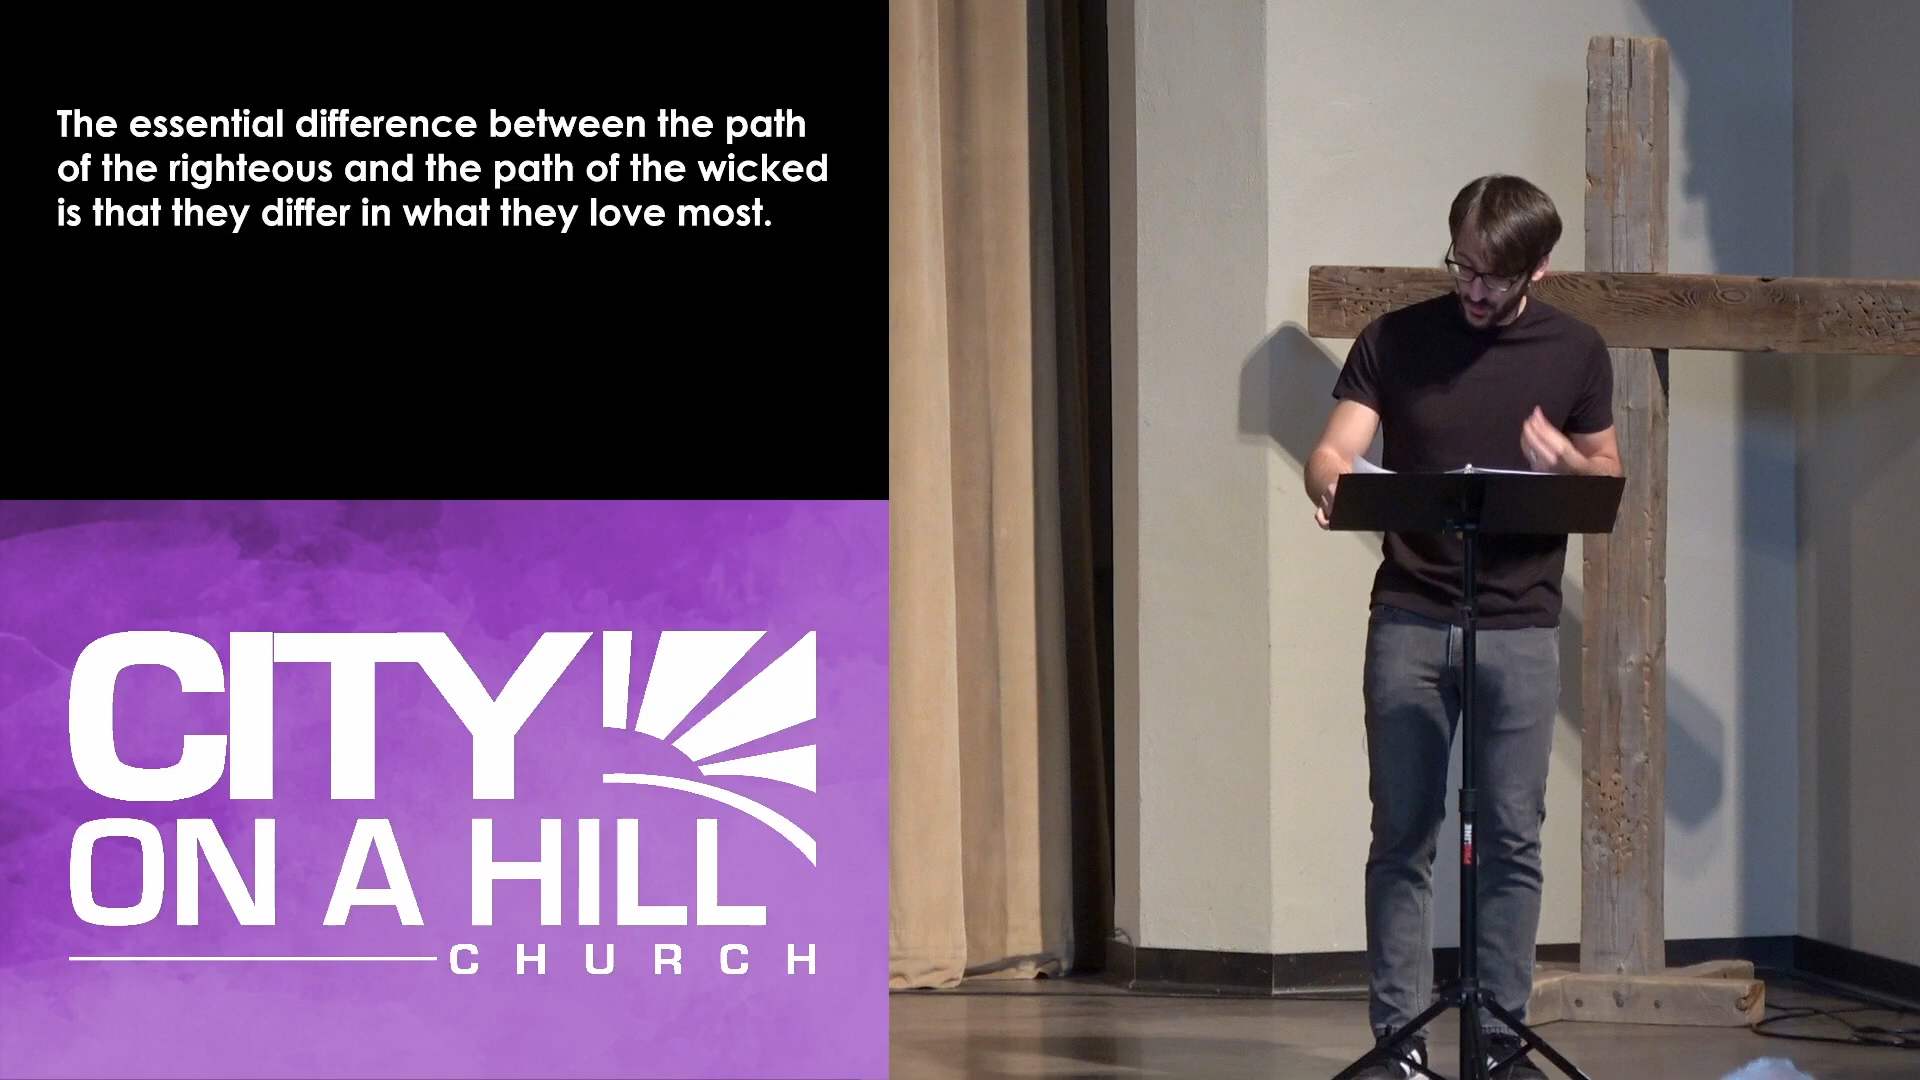 The essential difference between the path
of the righteous and the path of the wicked
is that they differ in what they love most.
CITY
ON A HILL
CHURCH
PROLINE